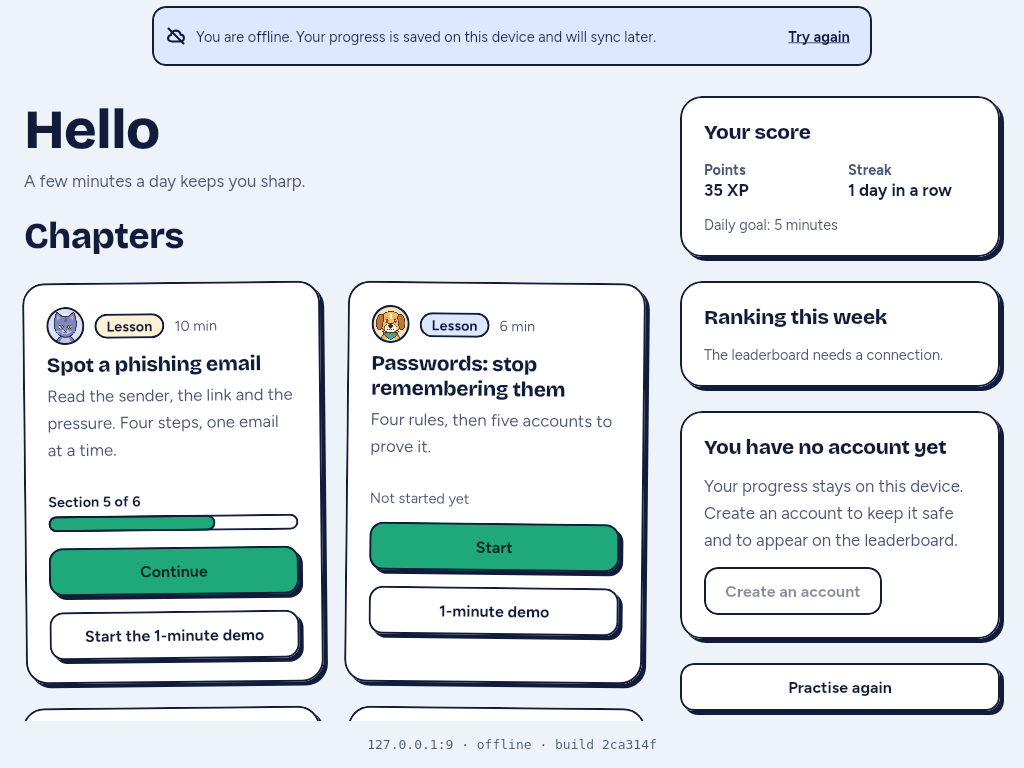 You are offline. Your progress is saved on this device and will sync later.
Try again
Hello
A few minutes a day keeps you sharp.
Chapters
Lesson
10 min
Spot a phishing email
Read the sender, the link and the
pressure. Four steps, one email
at a time.
Section 5 of 6
Continue
Start the 1-minute demo
Lesson
6 min
Passwords: stop
remembering them
Four rules, then five accounts to
prove it.
Not started yet
Start
1-minute demo
Your score
Points
35 XP
Streak
1 day in a row
Daily goal: 5 minutes
Ranking this week
The leaderboard needs a connection.
You have no account yet
Your progress stays on this device.
Create an account to keep it safe
and to appear on the leaderboard.
Create an account
Practise again
127.0.0.1:9 · offline · build 2ca314f